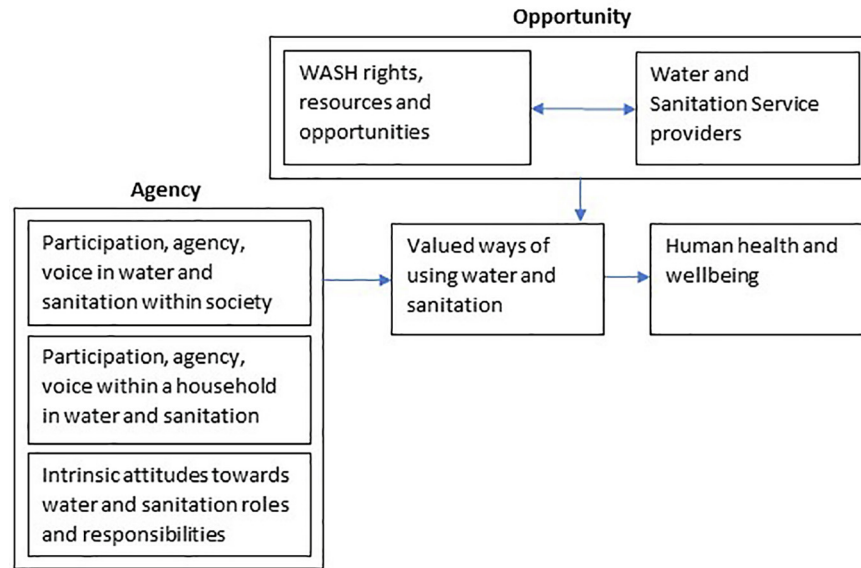 Opportunity
WASH rights,
resources and
opportunities
Water and
Sanitation Service
providers
Agency
Participation, agency,
voice in water and
sanitation within society
Participation, agency,
voice within a household
in water and sanitation
Intrinsic attitudes towards
water and sanitation roles
and responsibilities
Valued ways of
using water and
sanitation
Human health and
wellbeing